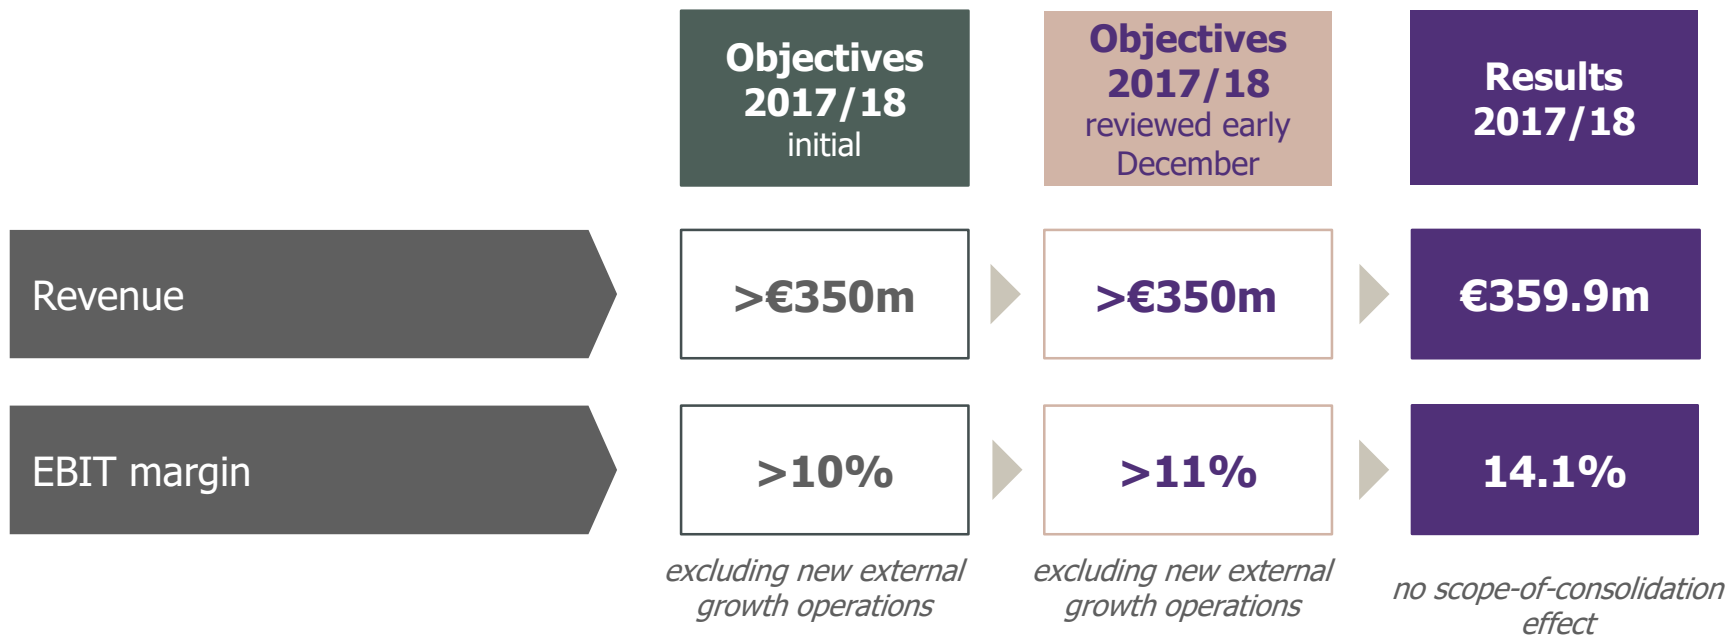 Objectives
2017/18
initial
Objectives
2017/18
reviewed early
December
Results
2017/18
Revenue
>€350m
>€350m
€359.9m
EBIT margin
>10%
>11%
14.1%
excluding new external
growth operations
excluding new external
growth operations
no scope-of-consolidation
effect